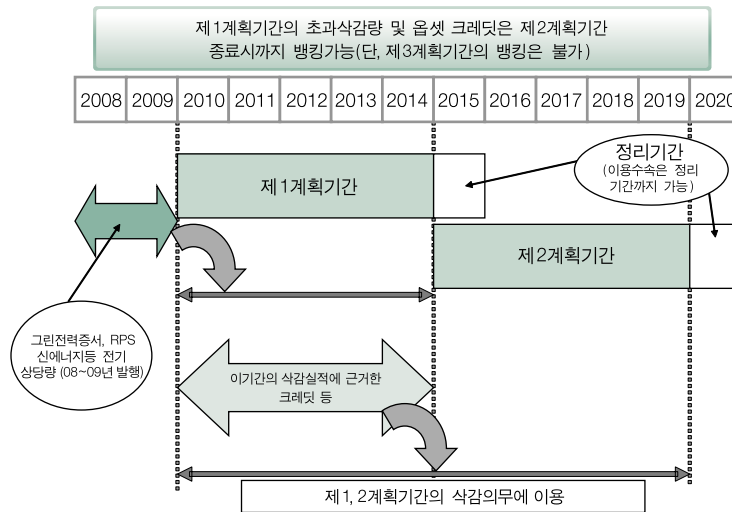 제1계획기간의 초과삭감량 및 옵셋 크레딧은 제2계획기간
종료시까지 뱅킹가능(단, 제3계획기간의 뱅킹은 불가)
2008 2009 2010 2011 2012 2013 2014 2015 2016 2017 2018 2019 2020
정리기간
(이용수속은 정리
기간까지 가능)
제1계획기간
제2계획기간
그린전력증서, RPS
신에너지등 전기
상당량 (08~09년 발행)
이기간의 삭감실적에 근거한
크레딧 등
제1, 2계획기간의 삭감의무에 이용